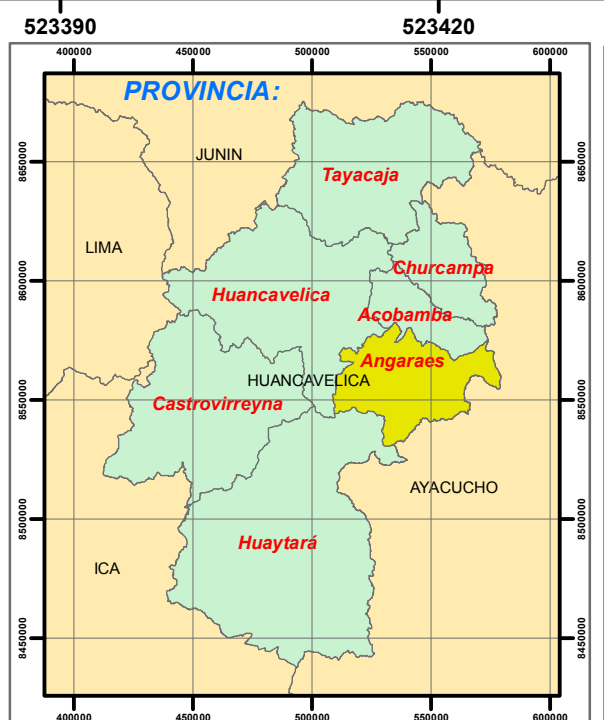 523390 523420
400000 450000 500000 550000 600000
PROVINCIA:
JUNIN
8650000 8650000
Tayacaja
LIMA
Churcampa
8600000 8600000
Huancavelica
Acobamba
Angaraes
HUANCAVELICA
8550000 8550000
Castrovirreyna
AYACUCHO
8500000 8500000
Huaytará
ICA
8450000 8450000
400000 450000 500000 550000 600000